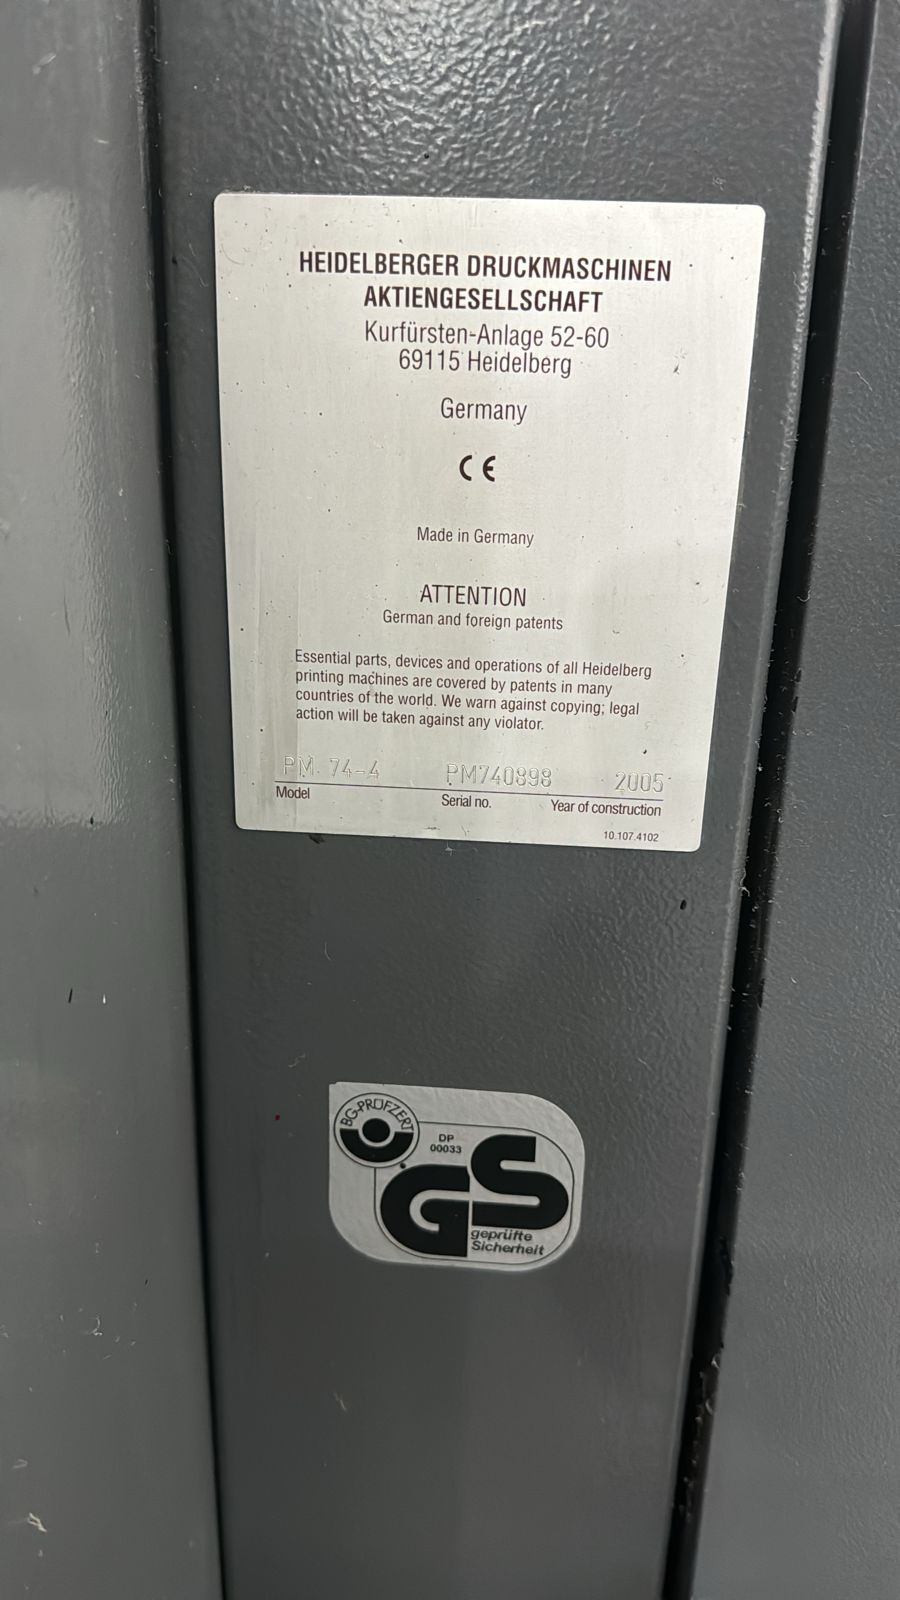 HEIDELBERGER DRUCKMASCHINEN
AKTIENGESELLSCHAFT
Kurfürsten-Anlage 52-60
69115 Heidelberg
Germany
CE
Made in Germany
ATTENTION
German and foreign patents
Essential parts, devices and operations of all Heidelberg
printing machines are covered by patents in many
countries of the world. We warn against copying; legal
action will be taken against any violator.
PM 74-4 PM740898 2005
Model Serial no. Year of construction
10.107.4102
BG-PRÜFZERT
DP
00033
GS
geprüfte
Sicherheit